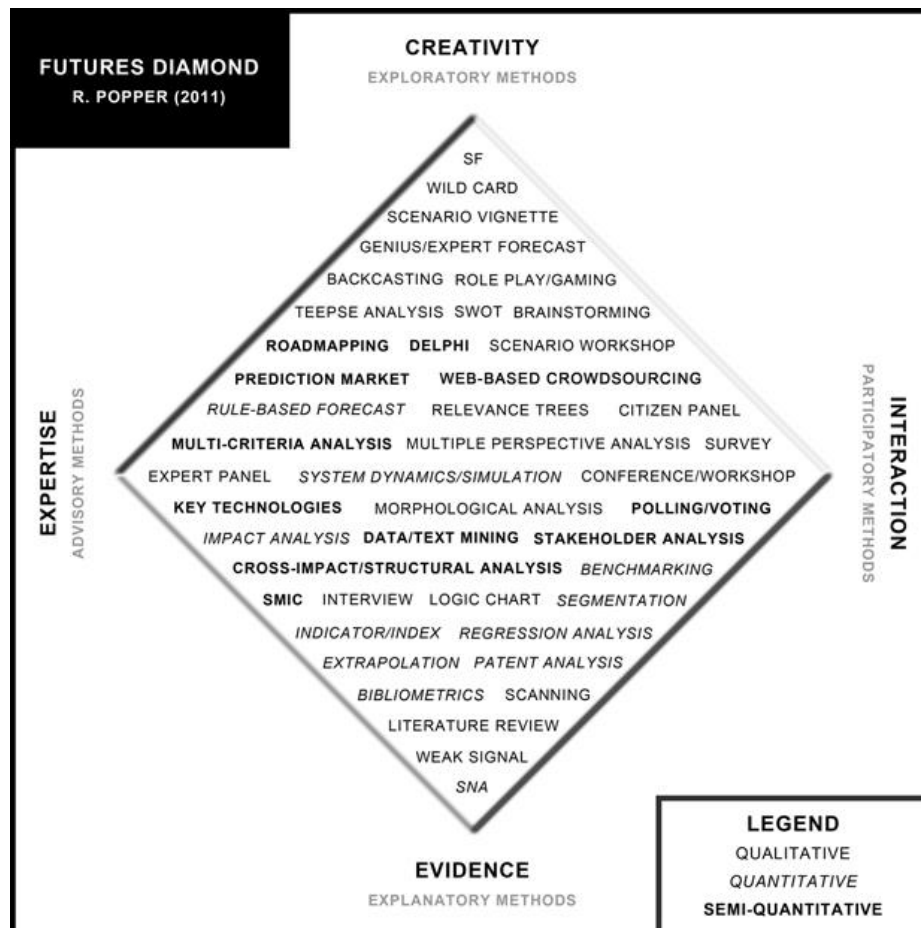 FUTURES DIAMOND
R. POPPER (2011)
CREATIVITY
EXPLORATORY METHODS
SF
WILD CARD
SCENARIO VIGNETTE
GENIUS/EXPERT FORECAST
BACKCASTING ROLE PLAY/GAMING
TEEPSE ANALYSIS SWOT BRAINSTORMING
ROADMAPPING DELPHI SCENARIO WORKSHOP
PREDICTION MARKET WEB-BASED CROWDSOURCING
RULE-BASED FORECAST RELEVANCE TREES CITIZEN PANEL
MULTI-CRITERIA ANALYSIS MULTIPLE PERSPECTIVE ANALYSIS SURVEY
EXPERT PANEL SYSTEM DYNAMICS/SIMULATION CONFERENCE/WORKSHOP
KEY TECHNOLOGIES MORPHOLOGICAL ANALYSIS POLLING/VOTING
IMPACT ANALYSIS DATA/TEXT MINING STAKEHOLDER ANALYSIS
CROSS-IMPACT/STRUCTURAL ANALYSIS BENCHMARKING
SMIC INTERVIEW LOGIC CHART SEGMENTATION
INDICATOR/INDEX REGRESSION ANALYSIS
EXTRAPOLATION PATENT ANALYSIS
BIBLIOMETRICS SCANNING
LITERATURE REVIEW
WEAK SIGNAL
SNA
EXPERTISE
ADVISORY METHODS
PARTICIPATORY METHODS
INTERACTION
EVIDENCE
EXPLANATORY METHODS
LEGEND
QUALITATIVE
QUANTITATIVE
SEMI-QUANTITATIVE